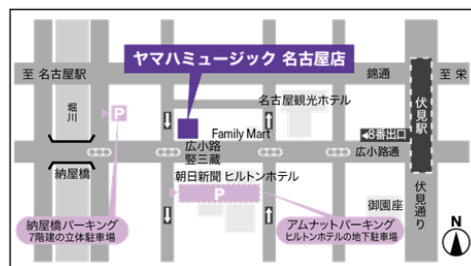 ヤマハミュージック 名古屋店
至 名古屋駅
錦通
至 栄
名古屋観光ホテル
堀川
P
伏見駅
Family Mart
◀8番出口
広小路
竪三蔵
広小路通
納屋橋
朝日新聞 ヒルトンホテル
P
御園座
伏見通り
納屋橋パーキング
7階建の立体駐車場
アムナットパーキング
ヒルトンホテルの地下駐車場
N